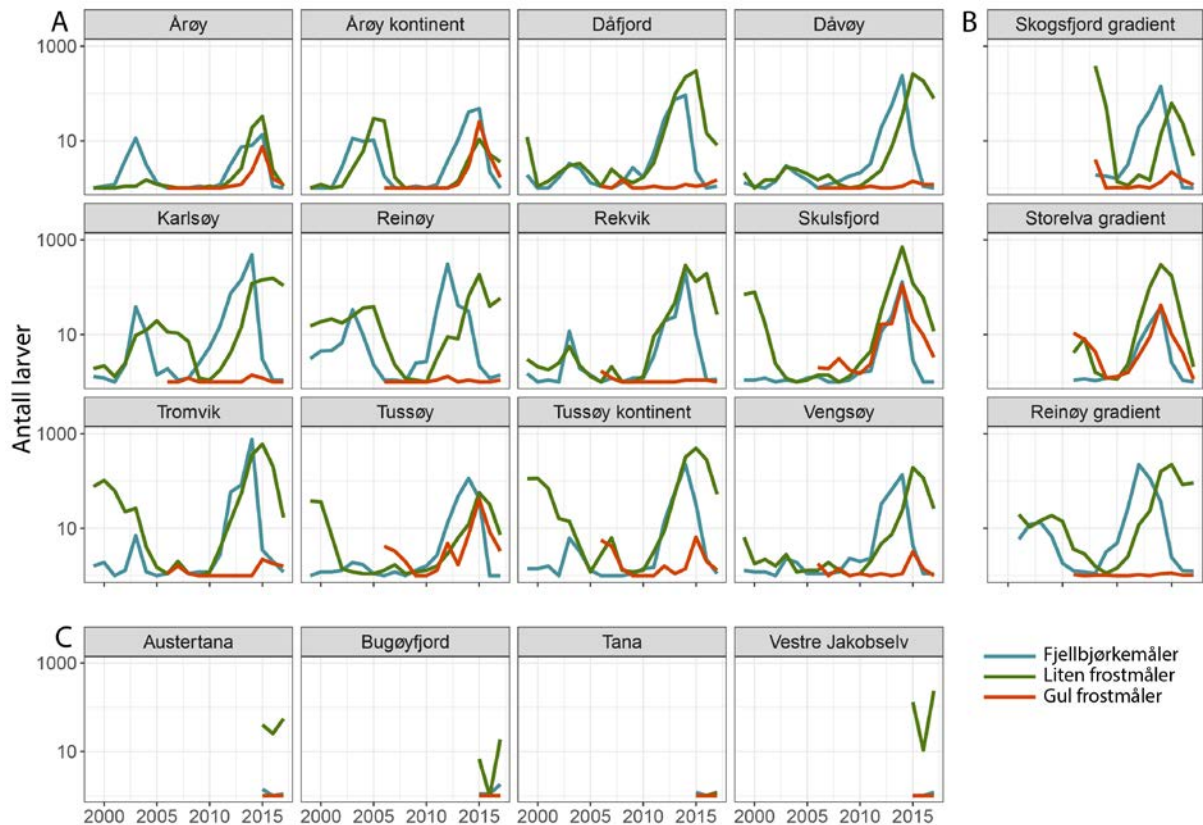 A
Årøy
Årøy kontinent
Dåfjord
Dåvøy
B
Skogsfjord gradient
1000
10
Karlsøy
Reinøy
Rekvik
Skulsfjord
Storelva gradient
1000
10
Antall larver
Tromvik
Tussøy
Tussøy kontinent
Vengsøy
Reinøy gradient
1000
10
C
Austertana
Bugøyfjord
Tana
Vestre Jakobselv
1000
10
2000 2005 2010 2015 2000 2005 2010 2015 2000 2005 2010 2015 2000 2005 2010 2015
Fjellbjørkemåler
Liten frostmåler
Gul frostmåler